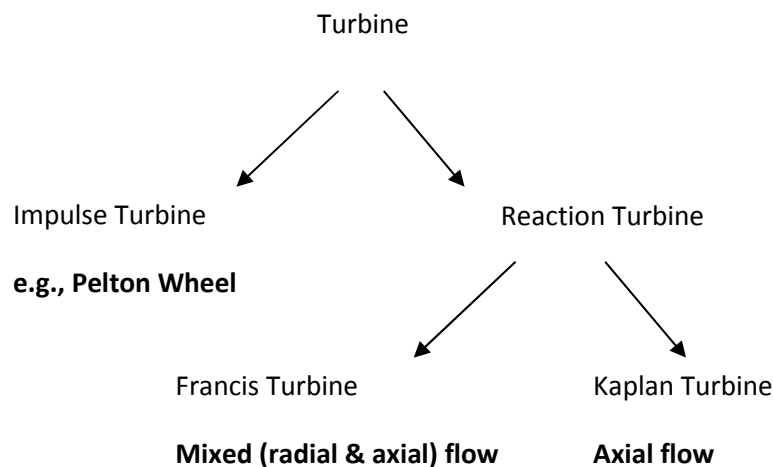 Turbine
Impulse Turbine
Reaction Turbine
e.g., Pelton Wheel
Francis Turbine
Kaplan Turbine
Mixed (radial & axial) flow
Axial flow